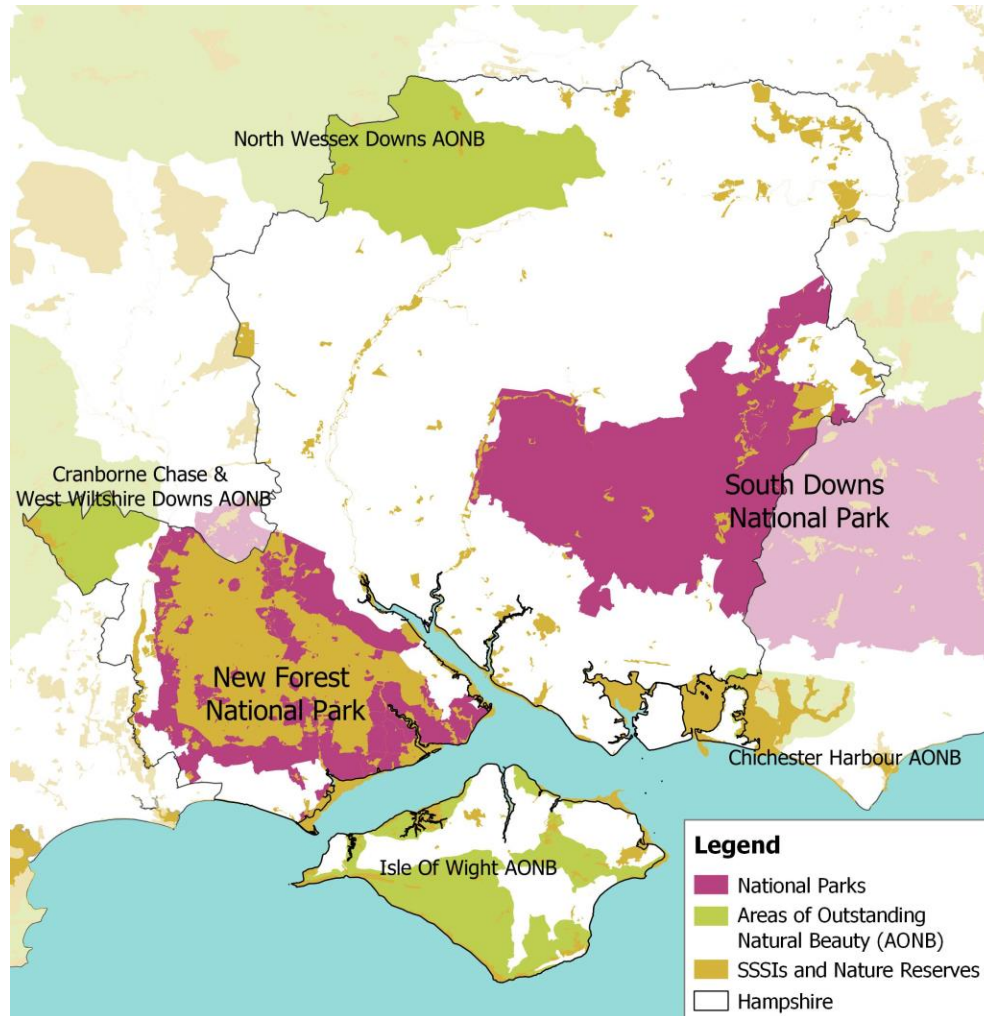 North Wessex Downs AONB
Cranborne Chase &
West Wiltshire Downs AONB
South Downs
National Park
New Forest
National Park
Chichester Harbour AONB
Isle Of Wight AONB
Legend
National Parks
Areas of Outstanding
Natural Beauty (AONB)
SSSIs and Nature Reserves
Hampshire